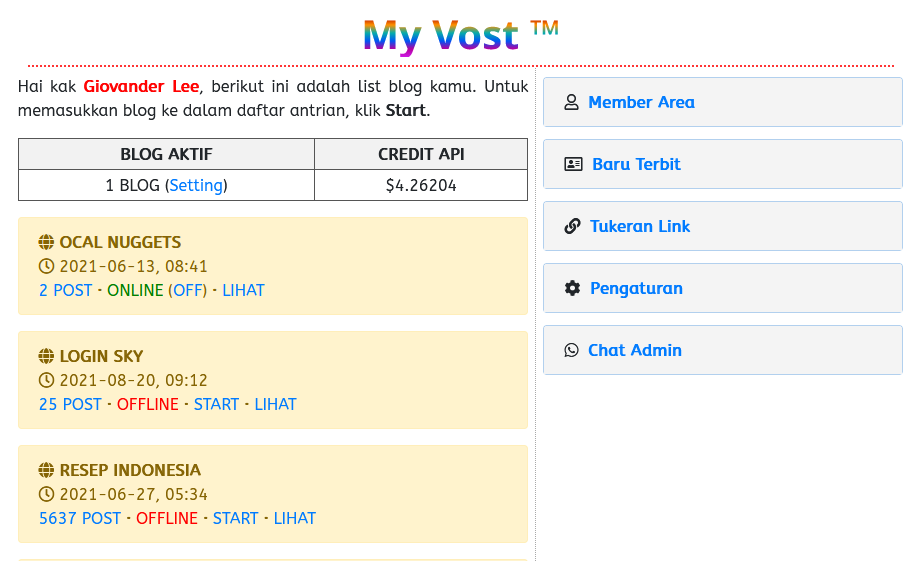 My Vost ™
Hai kak Giovander Lee, berikut ini adalah list blog kamu. Untuk
memasukkan blog ke dalam daftar antrian, klik Start.
BLOG AKTIF CREDIT API
1 BLOG (Setting) $4.26204
OCAL NUGGETS
2021-06-13, 08:41
2 POST · ONLINE (OFF) · LIHAT
LOGIN SKY
2021-08-20, 09:12
25 POST · OFFLINE · START · LIHAT
RESEP INDONESIA
2021-06-27, 05:34
5637 POST · OFFLINE · START · LIHAT
Member Area
Baru Terbit
Tukeran Link
Pengaturan
Chat Admin